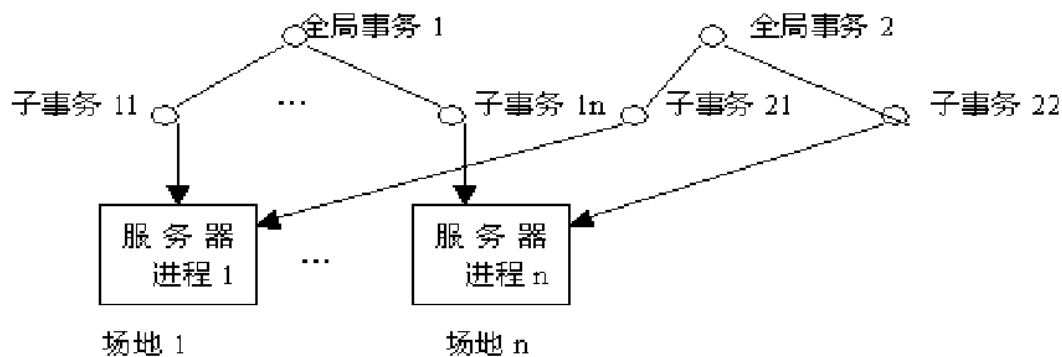 全局事务 1
全局事务 2
子事务 11
...
子事务 1n
子事务 21
子事务 22
服务器
进程 1
...
服务器
进程 n
场地 1
场地 n